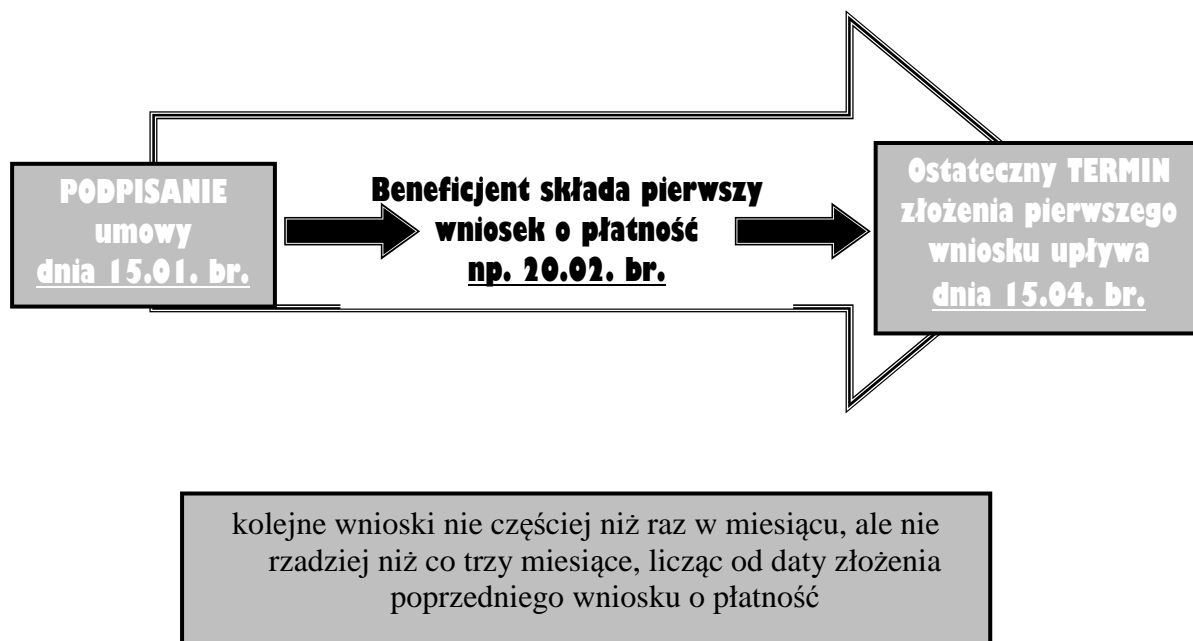 PODPISANIE
umowy
dnia 15.01. br.
Beneficjent składa pierwszy
wniosek o płatność
np. 20.02. br.
Ostateczny TERMIN
złożenia pierwszego
wniosku upływa
dnia 15.04. br.
kolejne wnioski nie częściej niż raz w miesiącu, ale nie
rzadziej niż co trzy miesiące, licząc od daty złożenia
poprzedniego wniosku o płatność